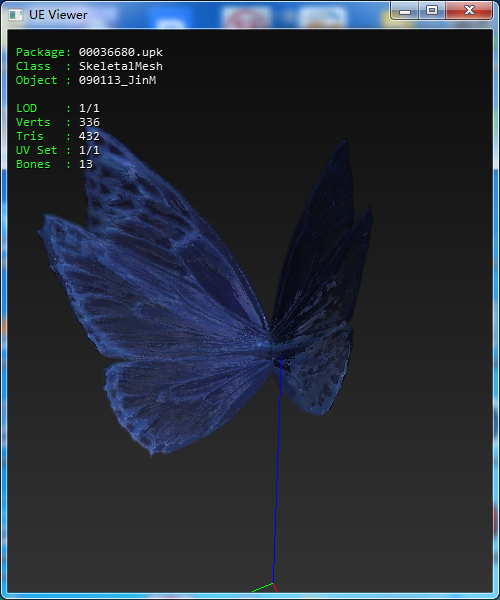 UE Viewer
Package: 00036680.upk
Class : SkeletalMesh
Object : 090113_JinM
LOD : 1/1
Verts : 336
Tris : 432
UV Set : 1/1
Bones : 13